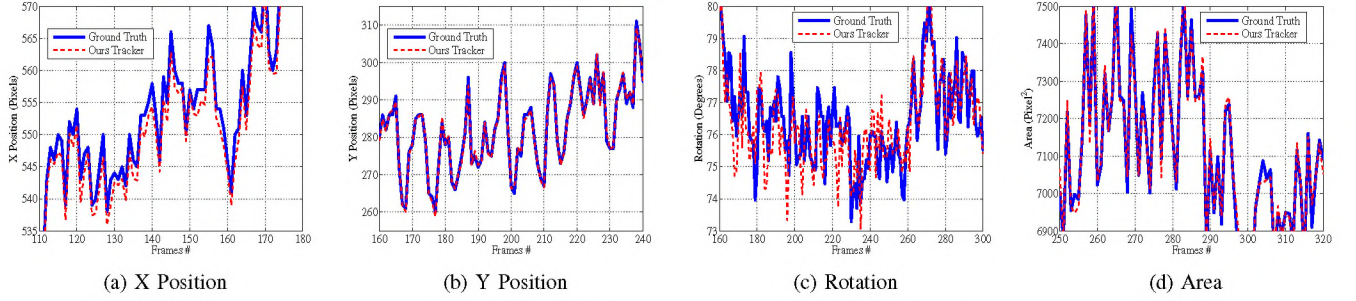 570
565
560
555
550
545
540
535
X Position (Pixels)
Ground Truth
Ours Tracker
110 120 130 140 150 160 170 180
Frames #
(a) X Position
310
300
290
280
270
260
Y Position (Pixels)
Ground Truth
Ours Tracker
160 170 180 190 200 210 220 230 240
Frames #
(b) Y Position
80
79
78
77
76
75
74
73
Rotation (Degrees)
Ground Truth
Ours Tracker
160 180 200 220 240 260 280 300
Frames #
(c) Rotation
7500
7400
7300
7200
7100
7000
6900
Area (Pixel²)
Ground Truth
Ours Tracker
250 260 270 280 290 300 310 320
Frames #
(d) Area